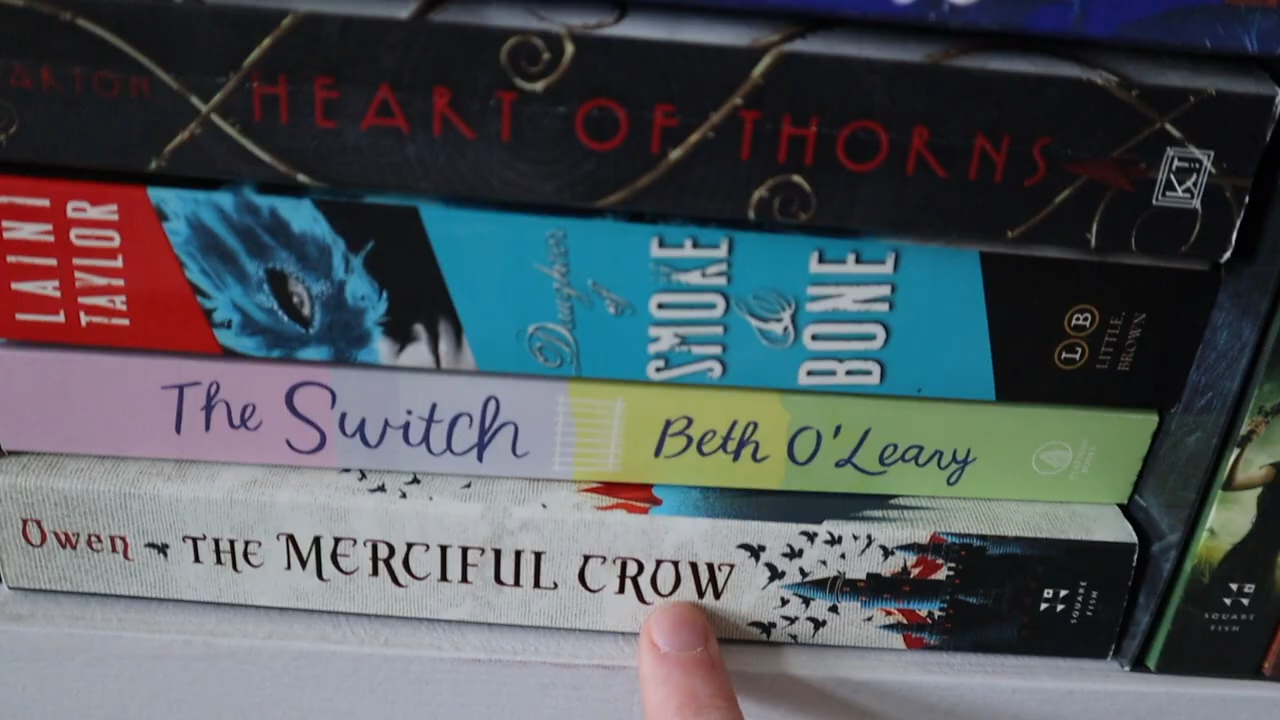 HEART OF THORNS
KT
LAINI
TAYLOR
Daughter
of
SMOKE
&
BONE
L B
LITTLE,
BROWN
The Switch Beth O'Leary
Owen THE MERCIFUL CROW
SQUARE
FISH
SQUARE
FISH